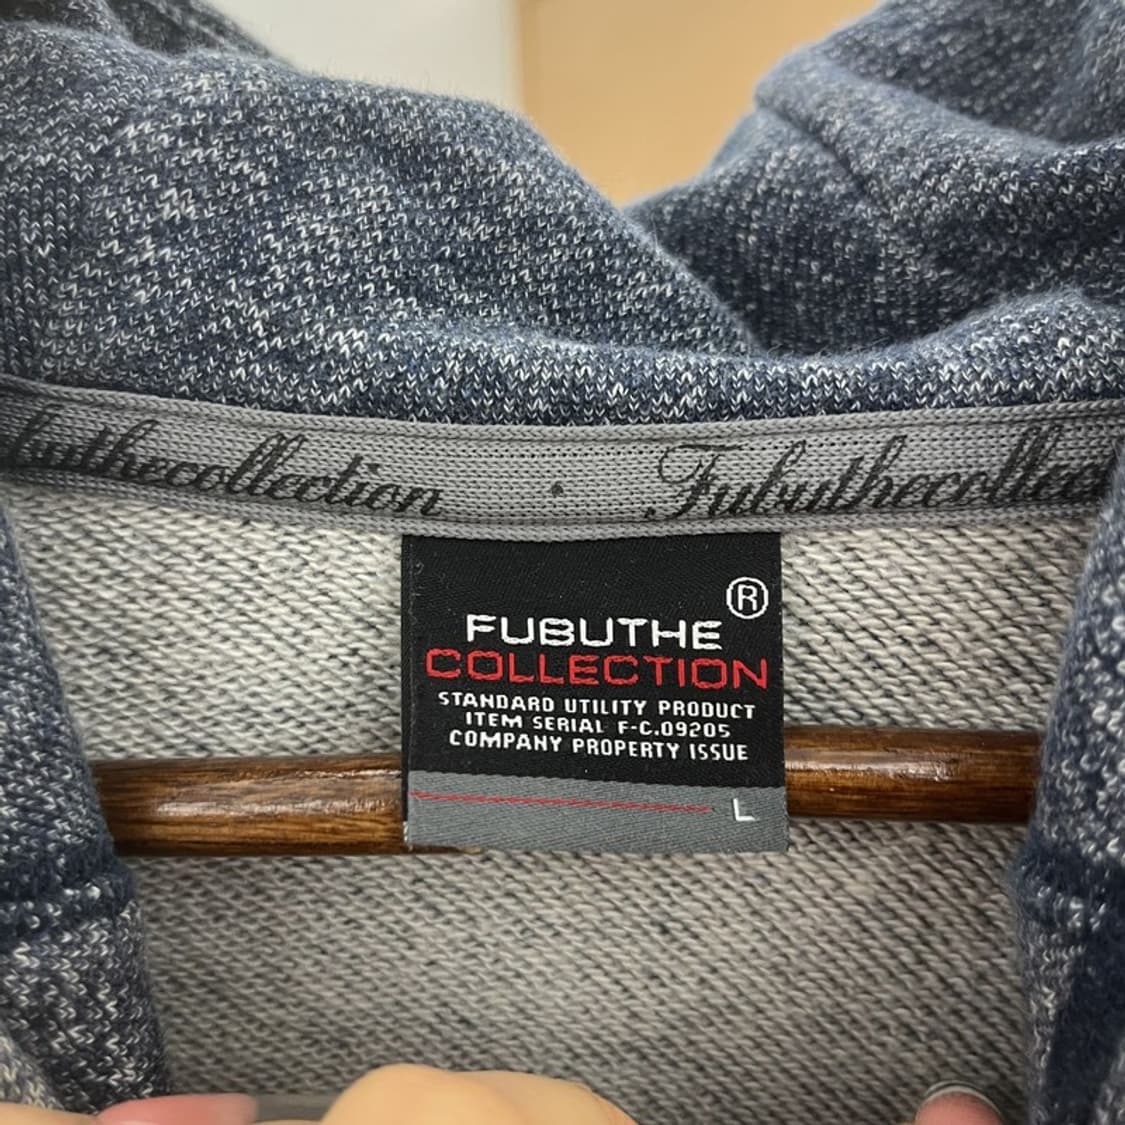 Fubuthecollection • Fubuthecollec
®
FUBUTHE
COLLECTION
STANDARD UTILITY PRODUCT
ITEM SERIAL F-C.09205
COMPANY PROPERTY ISSUE
L